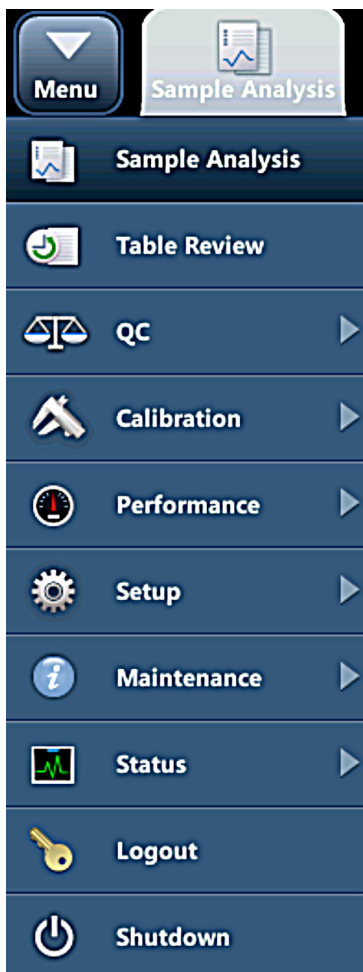 Menu
Sample Analysis
Sample Analysis
Table Review
QC
Calibration
Performance
Setup
Maintenance
Status
Logout
Shutdown